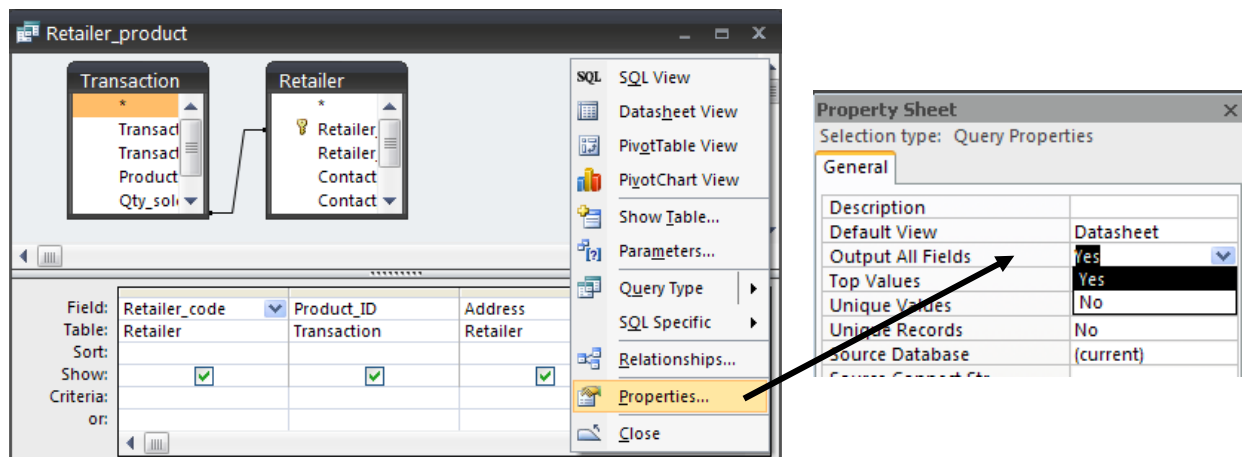 Retailer_product
Transaction
*
Transact
Transact
Product
Qty_sol
Retailer
*
Retailer_
Retailer_
Contact
Contact
Field: Retailer_code Product_ID Address
Table: Retailer Transaction Retailer
Sort:
Show:
Criteria:
or:
SQL SQL View
Datasheet View
PivotTable View
PivotChart View
Show Table...
Parameters...
Query Type
SQL Specific
Relationships...
Properties...
Close
Property Sheet
Selection type: Query Properties
General
Description
Default View Datasheet
Output All Fields Yes
Top Values Yes
Unique Values No
Unique Records No
Source Database (current)